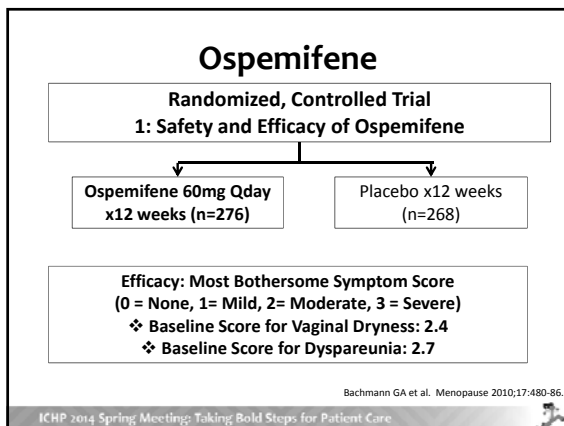 Ospemifene
Randomized, Controlled Trial
1: Safety and Efficacy of Ospemifene
Ospemifene 60mg Qday
x12 weeks (n=276)
Placebo x12 weeks
(n=268)
Efficacy: Most Bothersome Symptom Score
(0 = None, 1= Mild, 2= Moderate, 3 = Severe)
❖ Baseline Score for Vaginal Dryness: 2.4
❖ Baseline Score for Dyspareunia: 2.7
Bachmann GA et al. Menopause 2010;17:480-86.
ICHP 2014 Spring Meeting: Taking Bold Steps for Patient Care